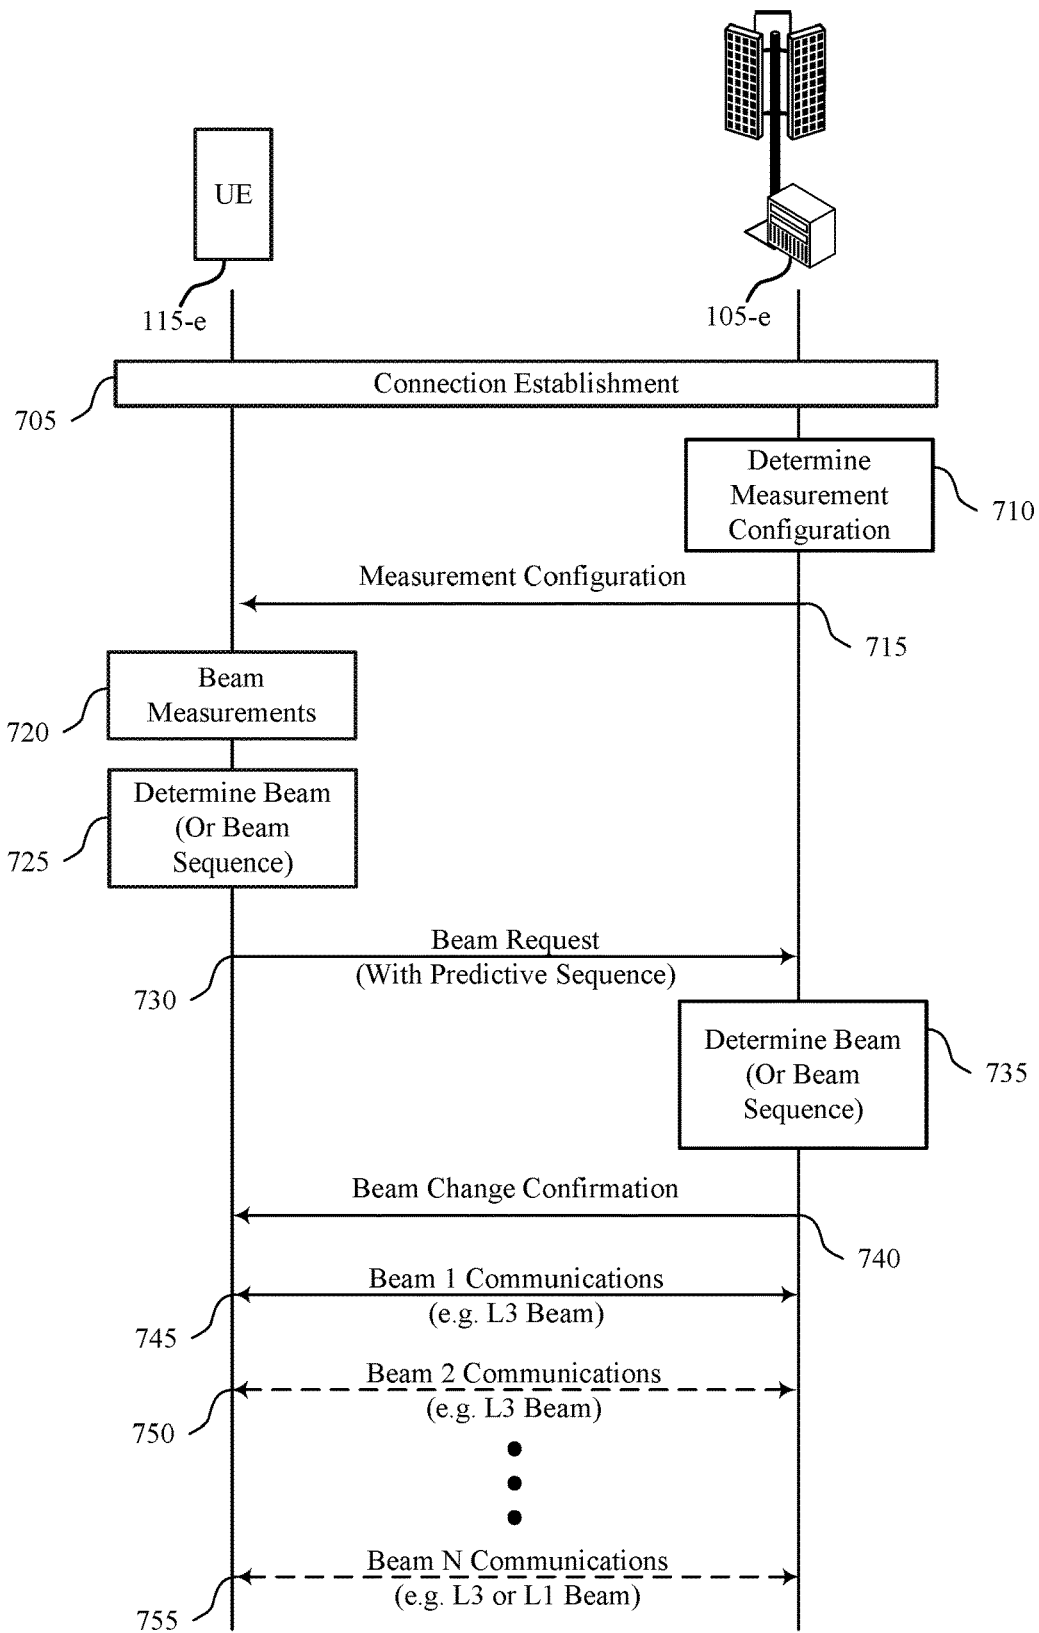 UE
115-e
105-e
Connection Establishment
705
Determine
Measurement
Configuration
710
Measurement Configuration
715
Beam
Measurements
720
Determine Beam
(Or Beam
Sequence)
725
Beam Request
(With Predictive Sequence)
730
Determine Beam
(Or Beam
Sequence)
735
Beam Change Confirmation
740
Beam 1 Communications
(e.g. L3 Beam)
745
Beam 2 Communications
(e.g. L3 Beam)
750
Beam N Communications
(e.g. L3 or L1 Beam)
755